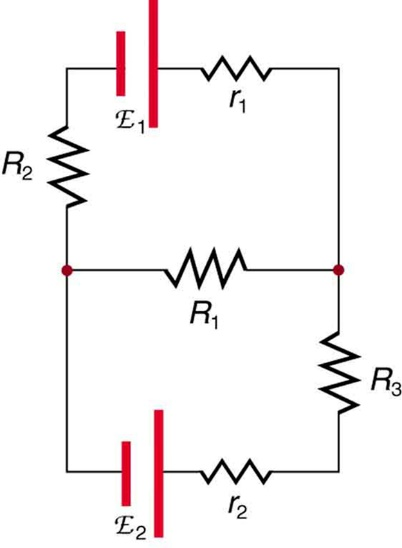 ℰ₁
r₁
R₂
R₁
R₃
ℰ₂
r₂